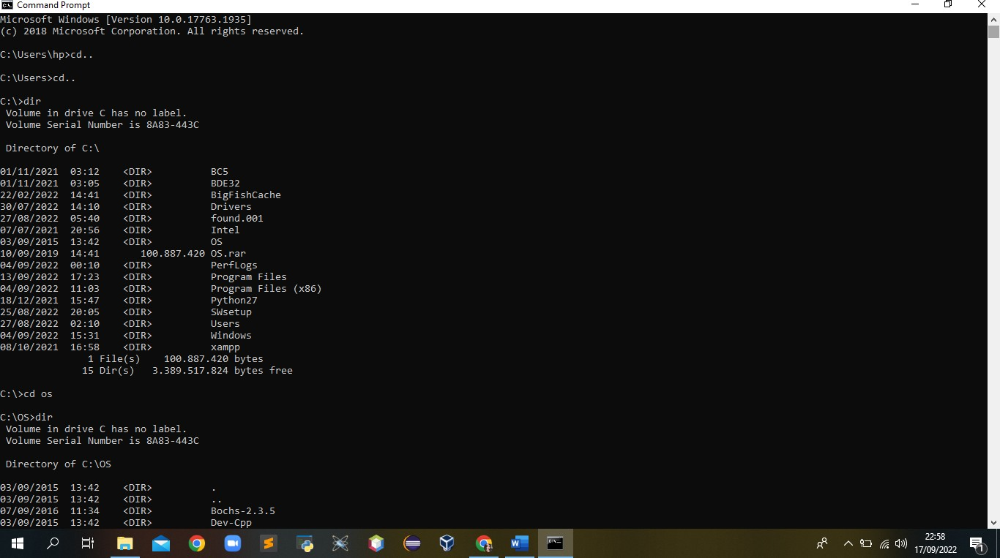 Command Prompt
Microsoft Windows [Version 10.0.17763.1935]
(c) 2018 Microsoft Corporation. All rights reserved.
C:\Users\hp>cd..
C:\Users>cd..
C:\>dir
Volume in drive C has no label.
Volume Serial Number is 8A83-443C
Directory of C:\
01/11/2021  03:12    <DIR>          BC5
01/11/2021  03:05    <DIR>          BDE32
22/02/2022  14:41    <DIR>          BigFishCache
30/07/2022  14:10    <DIR>          Drivers
27/08/2022  05:40    <DIR>          found.001
07/07/2021  20:56    <DIR>          Intel
03/09/2015  13:42    <DIR>          OS
10/09/2019  14:41       100.887.420 OS.rar
04/09/2022  00:10    <DIR>          PerfLogs
13/09/2022  17:23    <DIR>          Program Files
04/09/2022  11:03    <DIR>          Program Files (x86)
18/12/2021  15:47    <DIR>          Python27
25/08/2022  20:05    <DIR>          SWsetup
27/08/2022  02:10    <DIR>          Users
04/09/2022  15:31    <DIR>          Windows
08/10/2021  16:58    <DIR>          xampp
1 File(s)    100.887.420 bytes
15 Dir(s)   3.389.517.824 bytes free
C:\>cd os
C:\OS>dir
Volume in drive C has no label.
Volume Serial Number is 8A83-443C
Directory of C:\OS
03/09/2015  13:42    <DIR>          .
03/09/2015  13:42    <DIR>          ..
07/09/2016  11:34    <DIR>          Bochs-2.3.5
03/09/2015  13:42    <DIR>          Dev-Cpp
22:58
17/09/2022
1